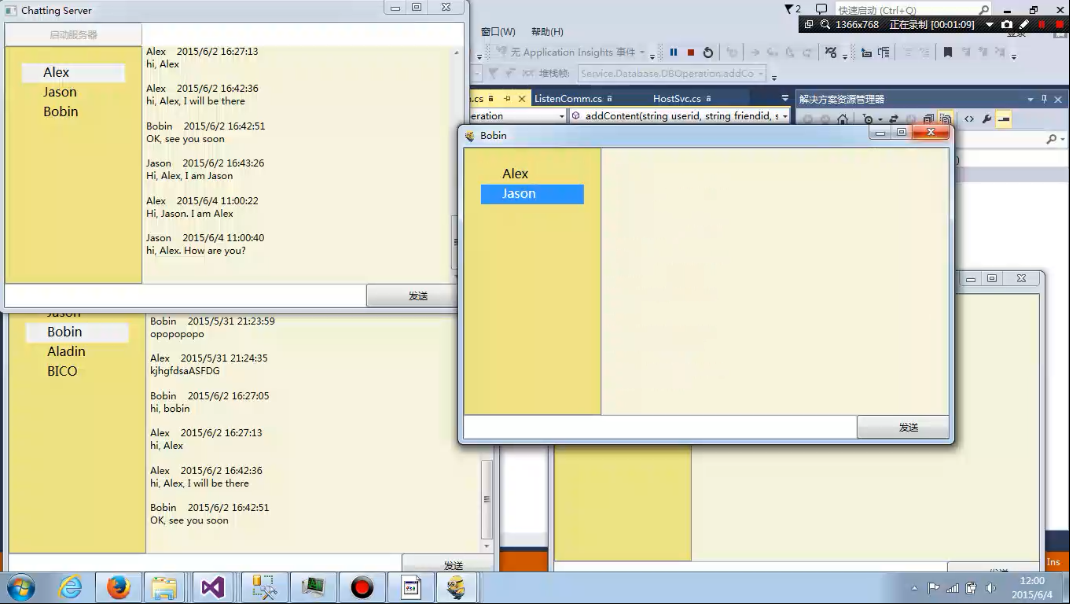 Chatting Server
启动服务器
Alex
Jason
Bobin
Alex 2015/6/2 16:27:13
hi, Alex
Alex 2015/6/2 16:42:36
hi, Alex, I will be there
Bobin 2015/6/2 16:42:51
OK, see you soon
Jason 2015/6/2 16:43:26
Hi, Alex, I am Jason
Alex 2015/6/4 11:00:22
Hi, Jason. I am Alex
Jason 2015/6/4 11:00:40
hi, Alex. How are you?
发送
Jason
Bobin
Aladin
BICO
Bobin 2015/5/31 21:23:59
opopopopo
Alex 2015/5/31 21:24:35
kjhgfdsaASFDG
Bobin 2015/6/2 16:27:05
hi, bobin
Alex 2015/6/2 16:27:13
hi, Alex
Alex 2015/6/2 16:42:36
hi, Alex, I will be there
Bobin 2015/6/2 16:42:51
OK, see you soon
发送
2
快速启动 (Ctrl+Q)
1366x768 正在录制 [00:01:09]
登录
窗口(W) 帮助(H)
无 Application Insights 事件
堆栈帧: Service.Database.DBOperation.addCo
.cs ListenComm.cs HostSvc.cs
解决方案资源管理器
eration addContent(string userid, string friendid, s
Bobin
Alex
Jason
发送
Ins
12:00
2015/6/4